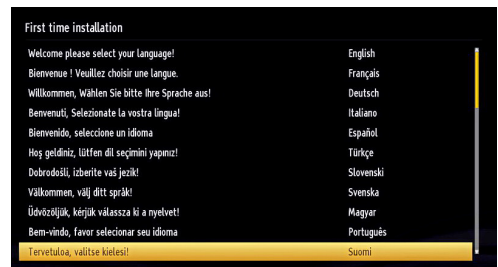 First time installation
Welcome please select your language! English
Bienvenue ! Veuillez choisir une langue. Français
Willkommen, Wählen Sie bitte Ihre Sprache aus! Deutsch
Benvenuti, Selezionate la vostra lingua! Italiano
Bienvenido, seleccione un idioma Español
Hoş geldiniz, lütfen dil seçimini yapınız! Türkçe
Dobrodošli, izberite vaš jezik! Slovenski
Välkommen, välj ditt språk! Svenska
Üdvözöljük, kérjük válassza ki a nyelvet! Magyar
Bem-vindo, favor selecionar seu idioma Português
Tervetuloa, valitse kielesi! Suomi